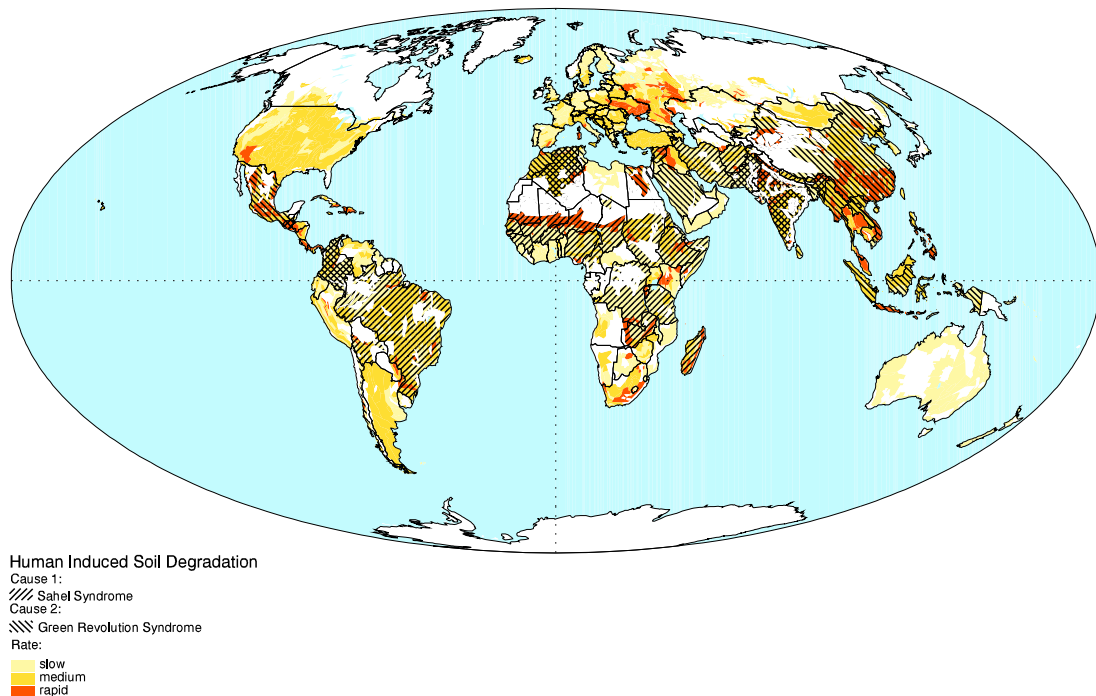 Human Induced Soil Degradation
Cause 1:
Sahel Syndrome
Cause 2:
Green Revolution Syndrome
Rate:
slow
medium
rapid